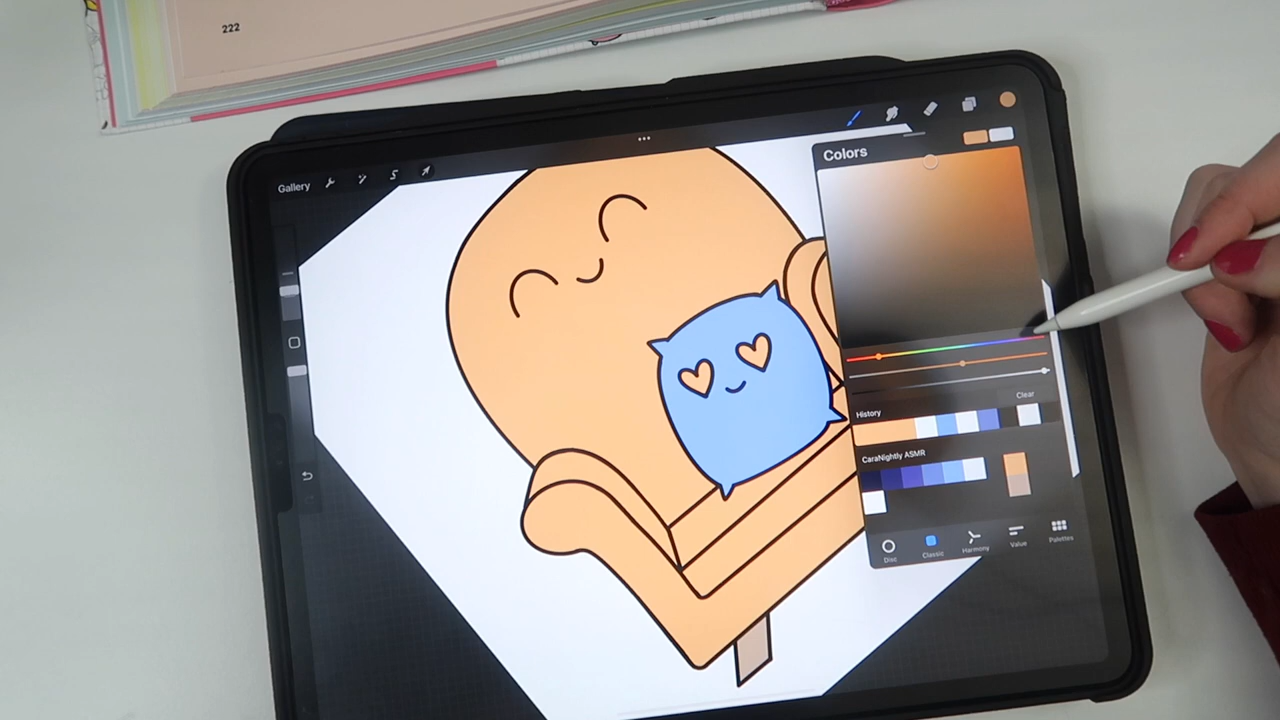 222
Gallery
Colors
Clear
History
CaraNightly ASMR
Disc
Classic
Harmony
Value
Palettes